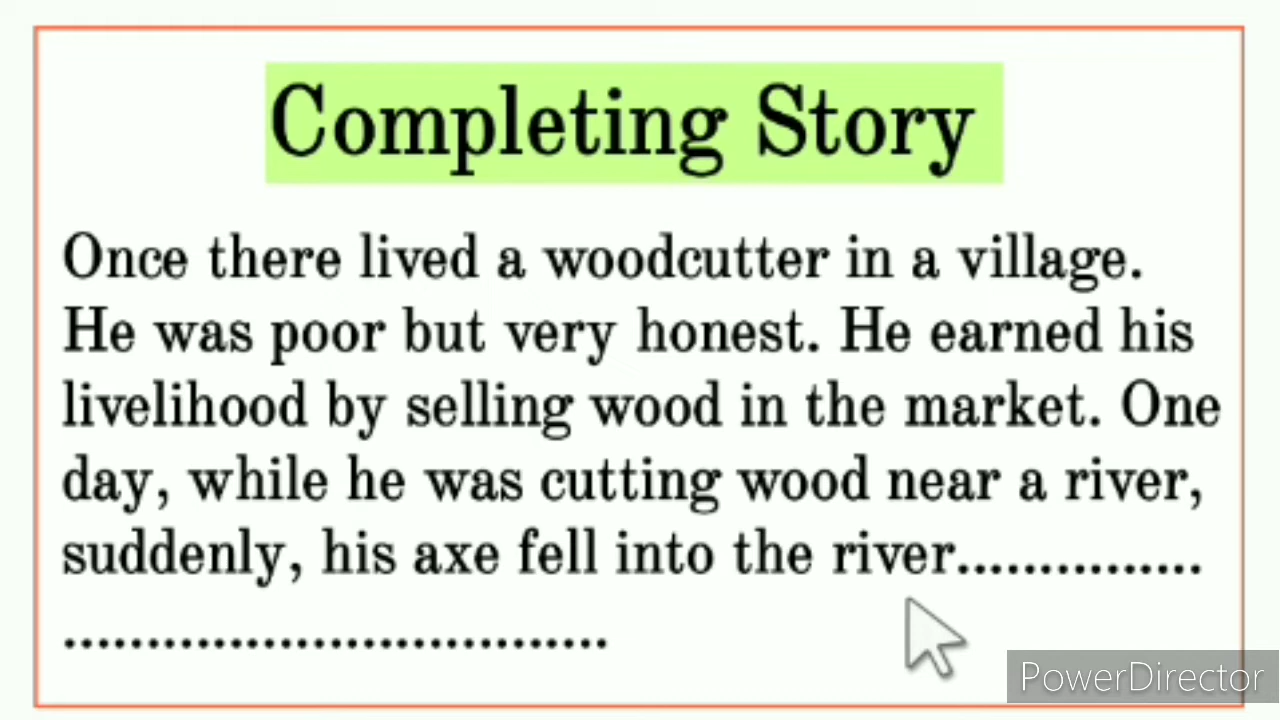 Completing Story
Once there lived a woodcutter in a village.
He was poor but very honest. He earned his
livelihood by selling wood in the market. One
day, while he was cutting wood near a river,
suddenly, his axe fell into the river...............
.................................
PowerDirector